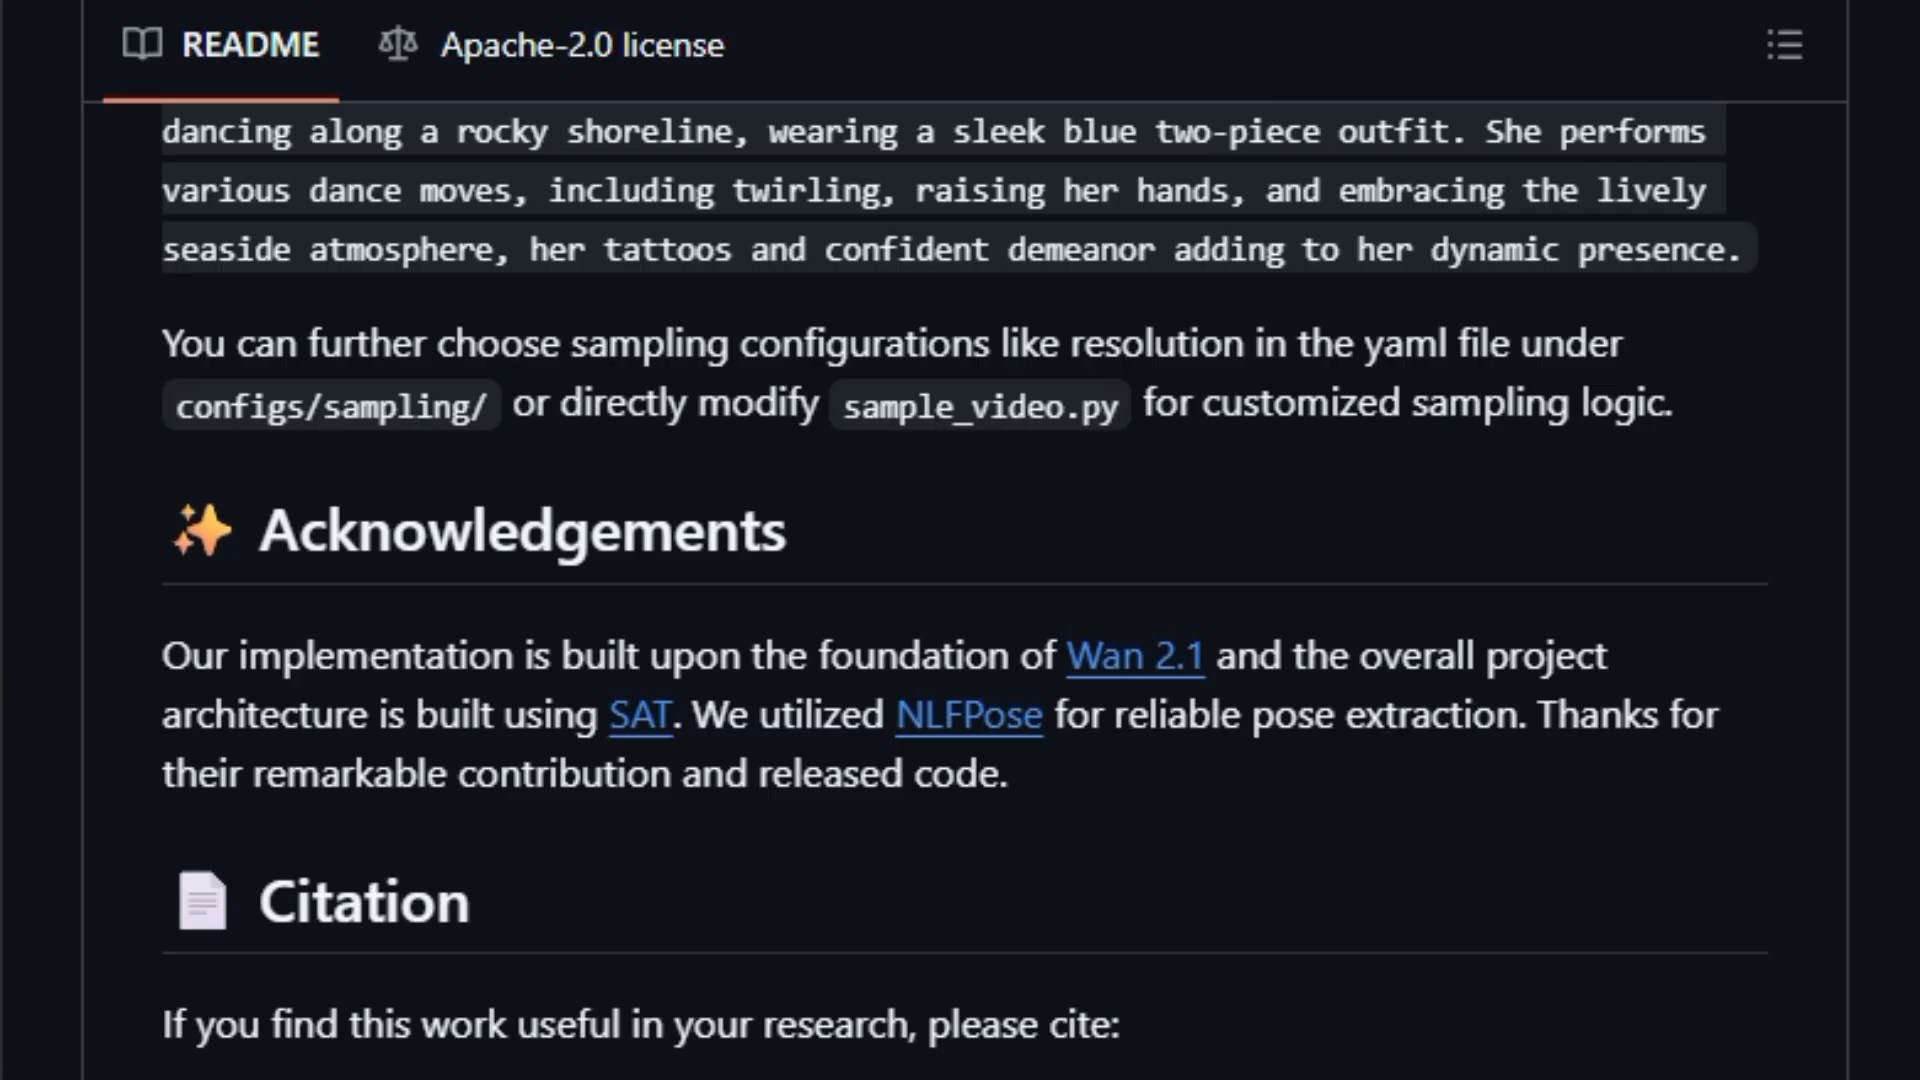 README Apache-2.0 license
dancing along a rocky shoreline, wearing a sleek blue two-piece outfit. She performs
various dance moves, including twirling, raising her hands, and embracing the lively
seaside atmosphere, her tattoos and confident demeanor adding to her dynamic presence.
You can further choose sampling configurations like resolution in the yaml file under
configs/sampling/ or directly modify sample_video.py for customized sampling logic.
✨ Acknowledgements
Our implementation is built upon the foundation of Wan 2.1 and the overall project
architecture is built using SAT. We utilized NLFPose for reliable pose extraction. Thanks for
their remarkable contribution and released code.
📄 Citation
If you find this work useful in your research, please cite: